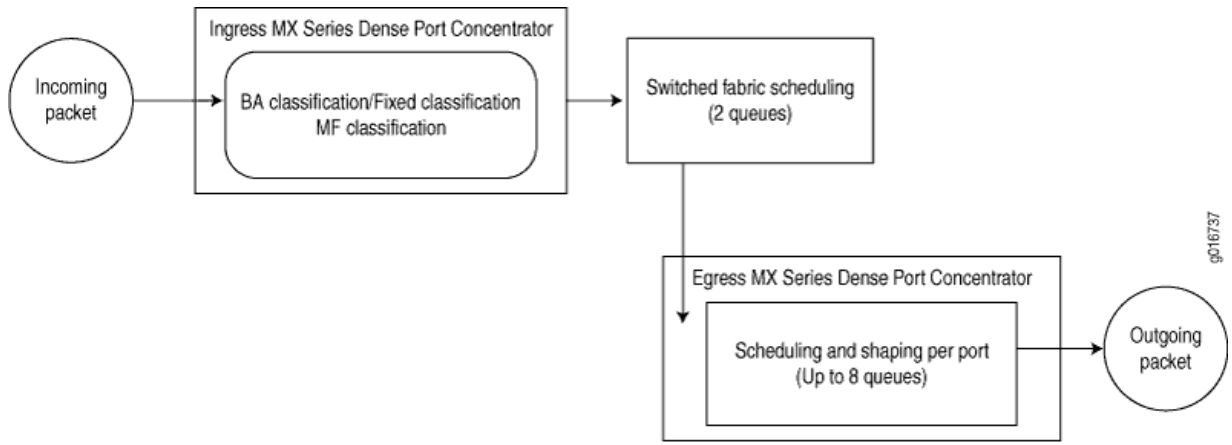 Ingress MX Series Dense Port Concentrator
Incoming
packet
BA classification/Fixed classification
MF classification
Switched fabric scheduling
(2 queues)
g016737
Egress MX Series Dense Port Concentrator
Scheduling and shaping per port
(Up to 8 queues)
Outgoing
packet